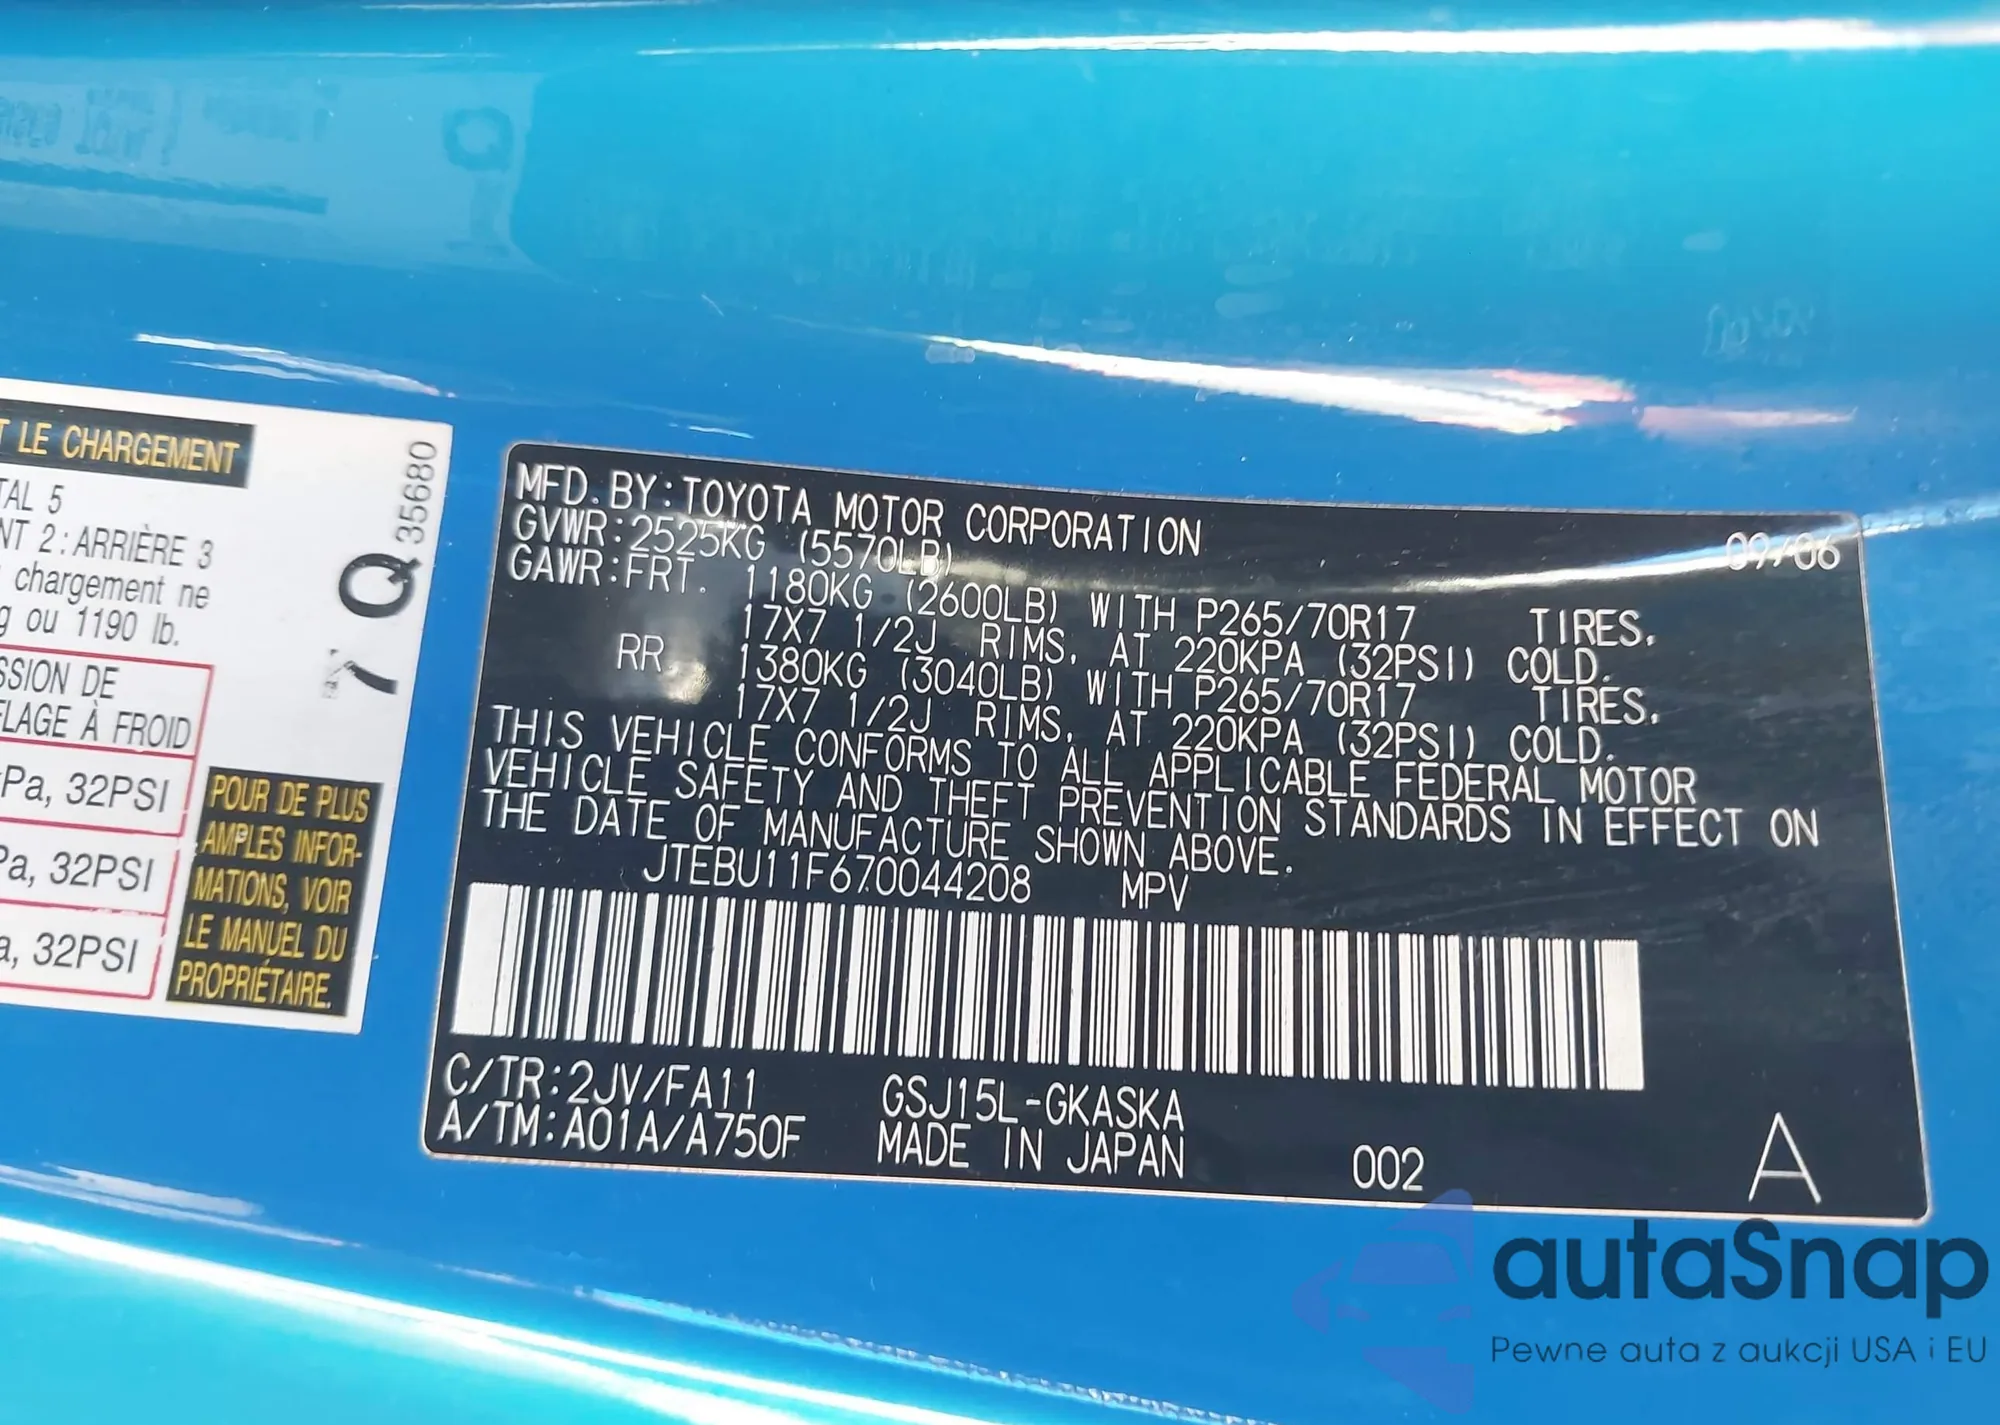 T LE CHARGEMENT
TAL 5
NT 2 : ARRIÈRE 3
chargement ne
g ou 1190 lb.
SSION DE
FLAGE À FROID
Pa, 32PSI
Pa, 32PSI
a, 32PSI
POUR DE PLUS
AMPLES INFOR-
MATIONS, VOIR
LE MANUEL DU
PROPRIÉTAIRE.
7 Q 35680
MFD. BY:TOYOTA MOTOR CORPORATION 09/06
GVWR:2525KG (5570LB)
GAWR:FRT. 1180KG (2600LB) WITH P265/70R17 TIRES,
17X7 1/2J RIMS, AT 220KPA (32PSI) COLD.
RR. 1380KG (3040LB) WITH P265/70R17 TIRES,
17X7 1/2J RIMS, AT 220KPA (32PSI) COLD.
THIS VEHICLE CONFORMS TO ALL APPLICABLE FEDERAL MOTOR
VEHICLE SAFETY AND THEFT PREVENTION STANDARDS IN EFFECT ON
THE DATE OF MANUFACTURE SHOWN ABOVE.
JTEBU11F670044208 MPV
C/TR:2JV/FA11 GSJ15L-GKASKA
A/TM:A01A/A750F MADE IN JAPAN 002 A
autaSnap
Pewne auta z aukcji USA i EU